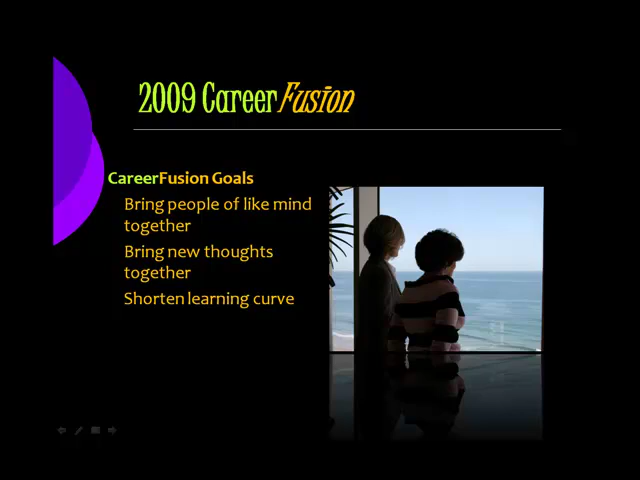 2009 CareerFusion
CareerFusion Goals
Bring people of like mind
together
Bring new thoughts
together
Shorten learning curve